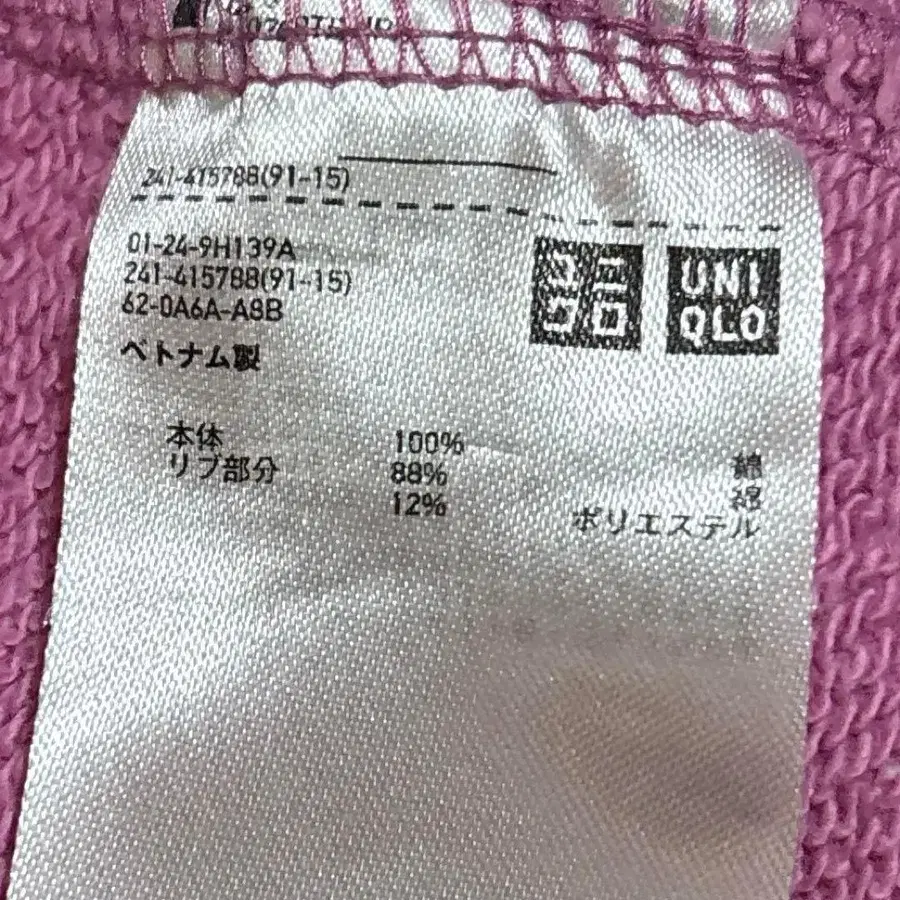 241-415788(91-15)
01-24-9H139A
241-415788(91-15)
62-0A6A-A8B
ベトナム製
ユニ
クロ
UNI
QLO
本体 100% 綿
リブ部分 88% 綿
12% ポリエステル